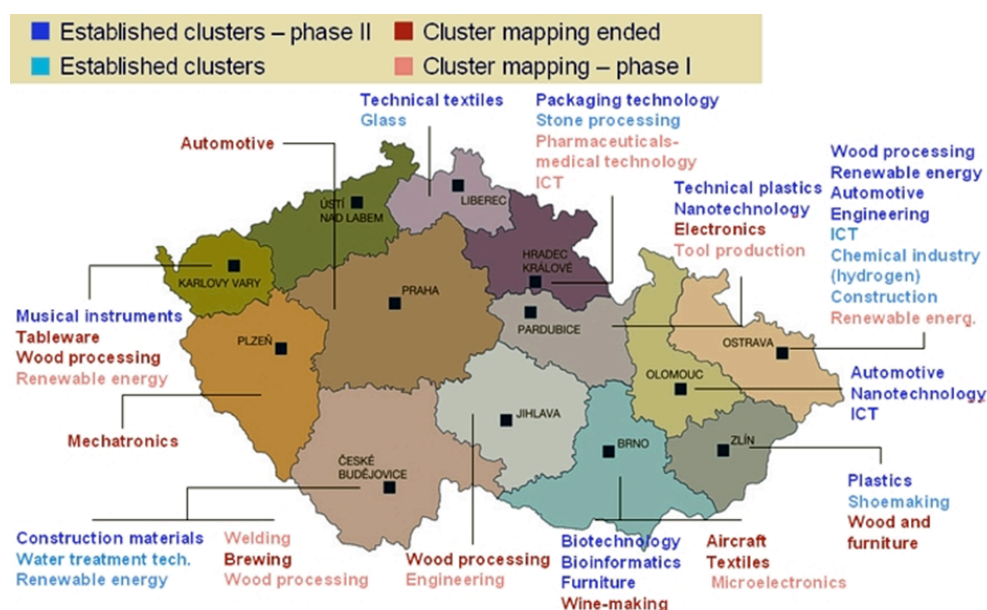 Established clusters – phase II
Cluster mapping ended
Established clusters
Cluster mapping – phase I
Technical textiles
Glass
Packaging technology
Stone processing
Pharmaceuticals-
medical technology
ICT
Automotive
Wood processing
Renewable energy
Automotive
Engineering
ICT
Chemical industry
(hydrogen)
Construction
Renewable energ.
Technical plastics
Nanotechnology
Electronics
Tool production
ÚSTÍ
NAD LABEM
LIBEREC
HRADEC
KRÁLOVÉ
KARLOVY VARY
PRAHA
PARDUBICE
PLZEŇ
OSTRAVA
OLOMOUC
JIHLAVA
BRNO
ZLÍN
ČESKÉ
BUDĚJOVICE
Musical instruments
Tableware
Wood processing
Renewable energy
Mechatronics
Automotive
Nanotechnology
ICT
Plastics
Shoemaking
Wood and
furniture
Construction materials
Water treatment tech.
Renewable energy
Welding
Brewing
Wood processing
Wood processing
Engineering
Biotechnology
Bioinformatics
Furniture
Wine-making
Aircraft
Textiles
Microelectronics